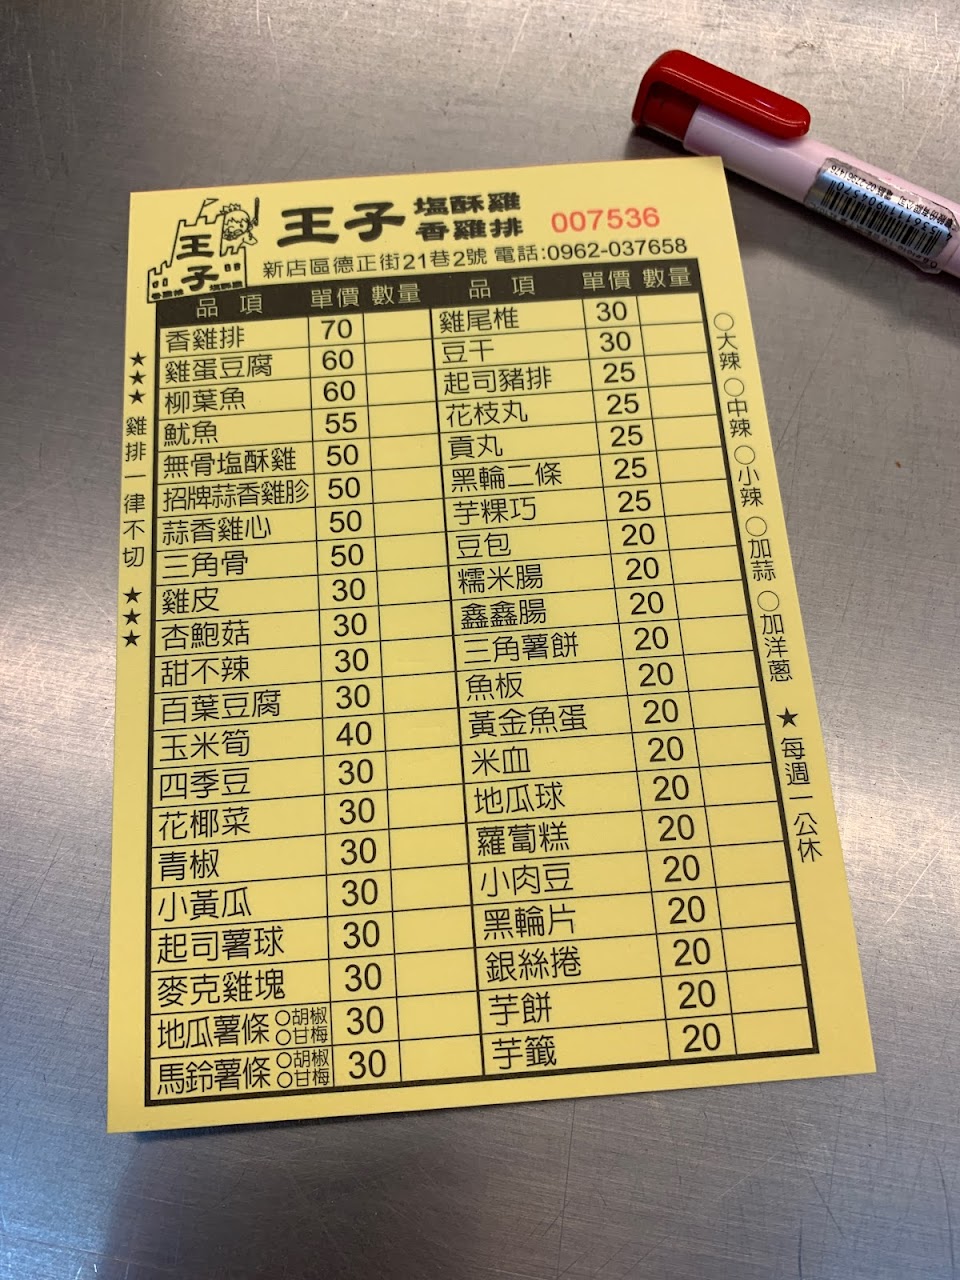 王子 塩酥雞
香雞排 007536
新店區德正街21巷2號 電話:0962-037658
王
子
品 項 單價 數量 品 項 單價 數量
香雞排 70 雞尾椎 30
雞蛋豆腐 60 豆干 30
柳葉魚 60 起司豬排 25
魷魚 55 花枝丸 25
無骨塩酥雞 50 貢丸 25
招牌蒜香雞胗 50 黑輪二條 25
蒜香雞心 50 芋粿巧 25
三角骨 50 豆包 20
雞皮 30 糯米腸 20
杏鮑菇 30 鑫鑫腸 20
甜不辣 30 三角薯餅 20
百葉豆腐 30 魚板 20
玉米筍 40 黃金魚蛋 20
四季豆 30 米血 20
花椰菜 30 地瓜球 20
青椒 30 蘿蔔糕 20
小黃瓜 30 小肉豆 20
起司薯球 30 黑輪片 20
麥克雞塊 30 銀絲捲 20
地瓜薯條 ○胡椒 ○甘梅 30 芋餅 20
馬鈴薯條 ○胡椒 ○甘梅 30 芋籤 20
★★★ 雞排一律不切 ★★★
○大辣 ○中辣 ○小辣 ○加蒜 ○加洋蔥 ★每週一公休